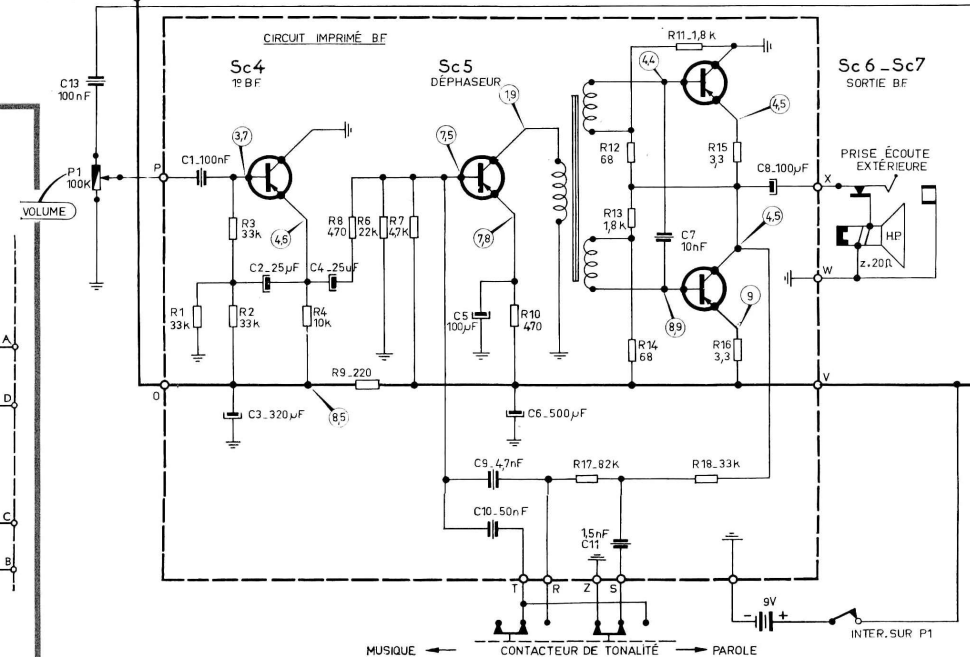 CIRCUIT IMPRIMÉ B.F
R11_1,8 k
Sc4
1º B.F.
Sc5
DÉPHASEUR
Sc6_Sc7
SORTIE B.F
C13
100nF
1,9
4,4
4,5
3,7
7,5
P
C1_100nF
P1
100K
VOLUME
R12
68
R15
3,3
C8_100µF
X
PRISE ÉCOUTE
EXTÉRIEURE
R3
33k
4,6
R8
470
R6
22k
R7
4,7k
7,8
R13
1,8k
C7
10nF
4,5
H.P.
z.20Ω
C2_25µF
C4_25µF
W
R1
33k
R2
33k
R4
10k
C5
100µF
R10
470
8,9
9
R14
68
R16
3,3
A
R9_220
O
V
D
C3_320µF
8,5
C6_500µF
C9_4,7nF
R17_82k
R18_33k
C10_50nF
C
1,5nF
C11
B
T
R
Z
S
9V
- +
INTER.SUR P1
MUSIQUE
CONTACTEUR DE TONALITÉ
PAROLE